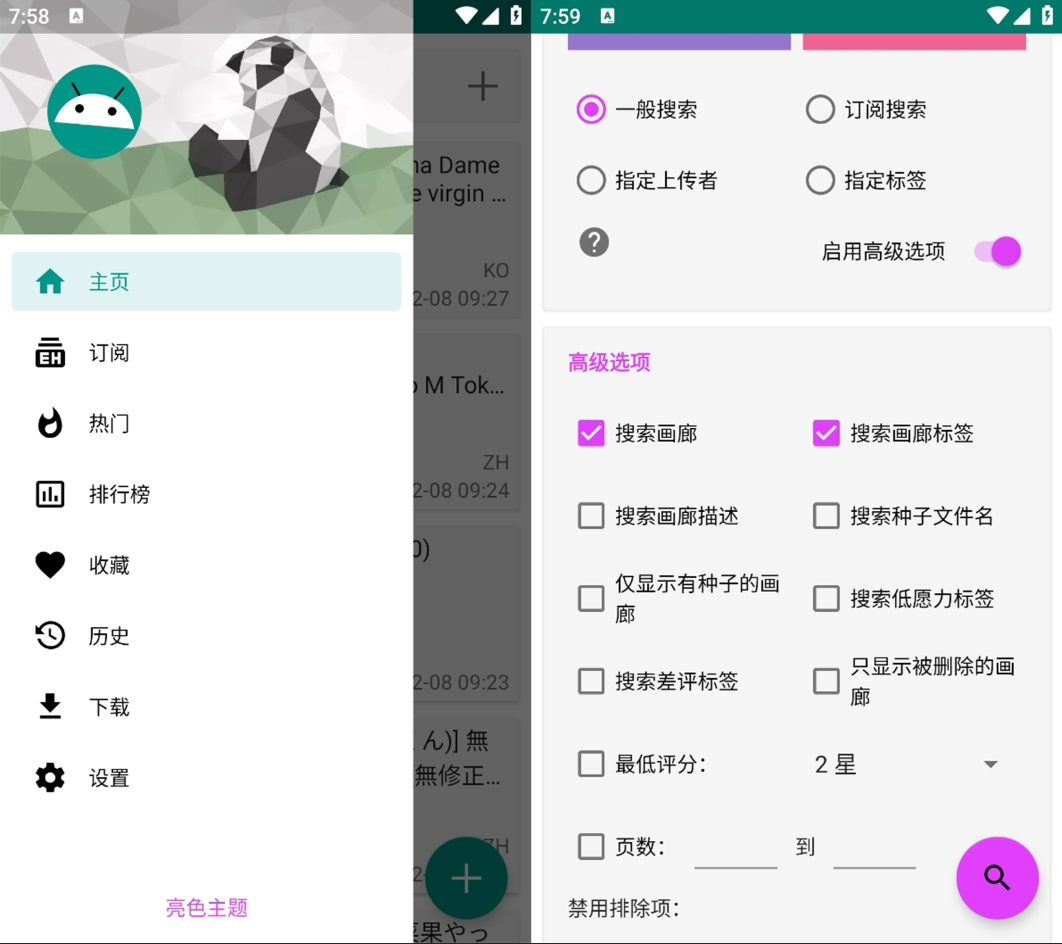 7:58
A
主页
订阅
热门
排行榜
收藏
历史
下载
设置
亮色主题
Dame
virgin ...
KO
-08 09:27
M Tok...
ZH
-08 09:24
0)
-08 09:23
ん)] 無
無修正...
ZH
菜果やっ
7:59
A
一般搜索
订阅搜索
指定上传者
指定标签
?
启用高级选项
高级选项
搜索画廊
搜索画廊标签
搜索画廊描述
搜索种子文件名
仅显示有种子的画
廊
搜索低愿力标签
搜索差评标签
只显示被删除的画
廊
最低评分：
2 星
页数：
到
禁用排除项：